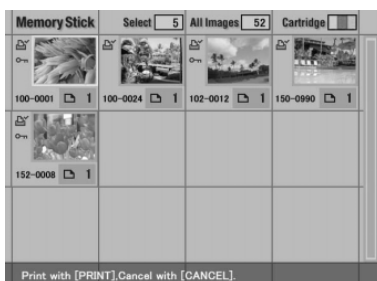 Memory Stick Select 5 All Images 52 Cartridge
100-0001 1 100-0024 1 102-0012 1 150-0990 1
152-0008 1
Print with [PRINT],Cancel with [CANCEL].